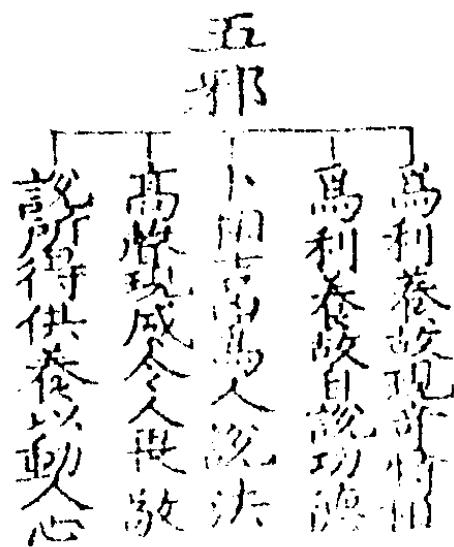 五邪
爲利養故現奇特相
爲利養故自說功德
卜問吉凶爲人說法
高聲現威令人畏敬
說所得供養以動人心